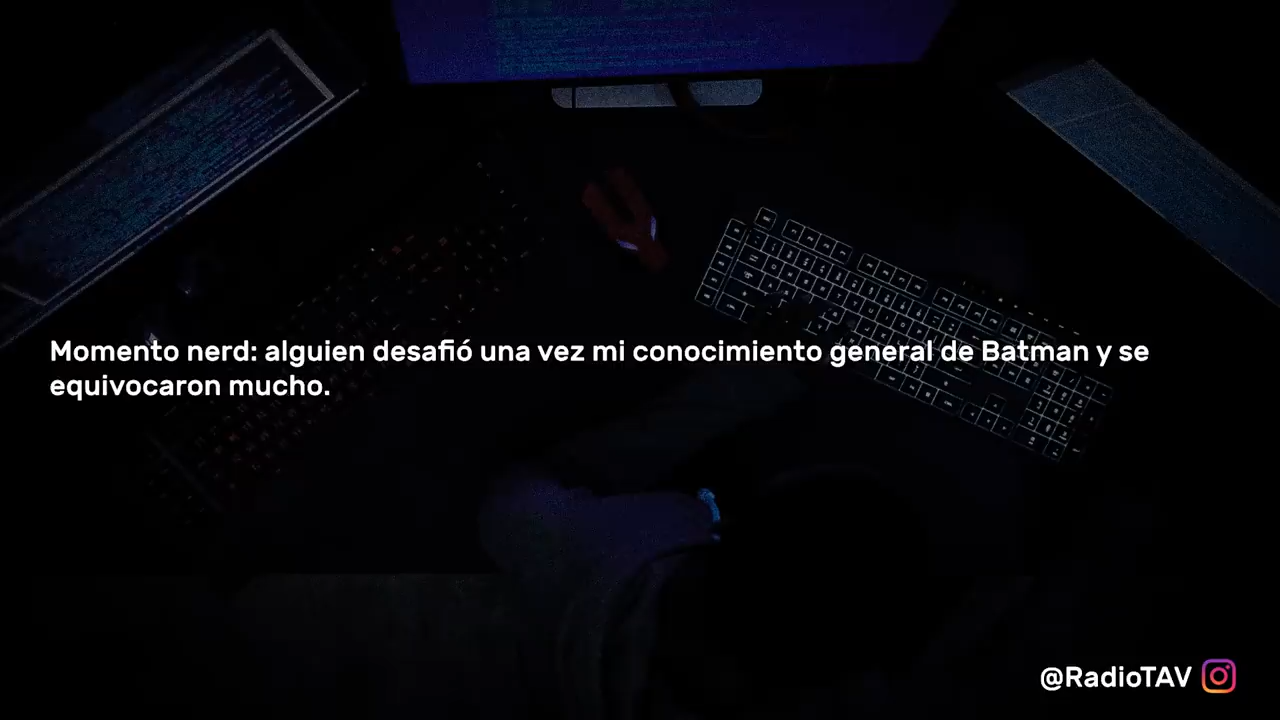 Momento nerd: alguien desafió una vez mi conocimiento general de Batman y se
equivocaron mucho.
@RadioTAV